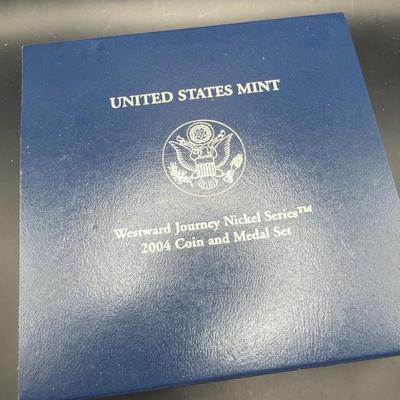 UNITED STATES MINT
Westward Journey Nickel Series™
2004 Coin and Medal Set